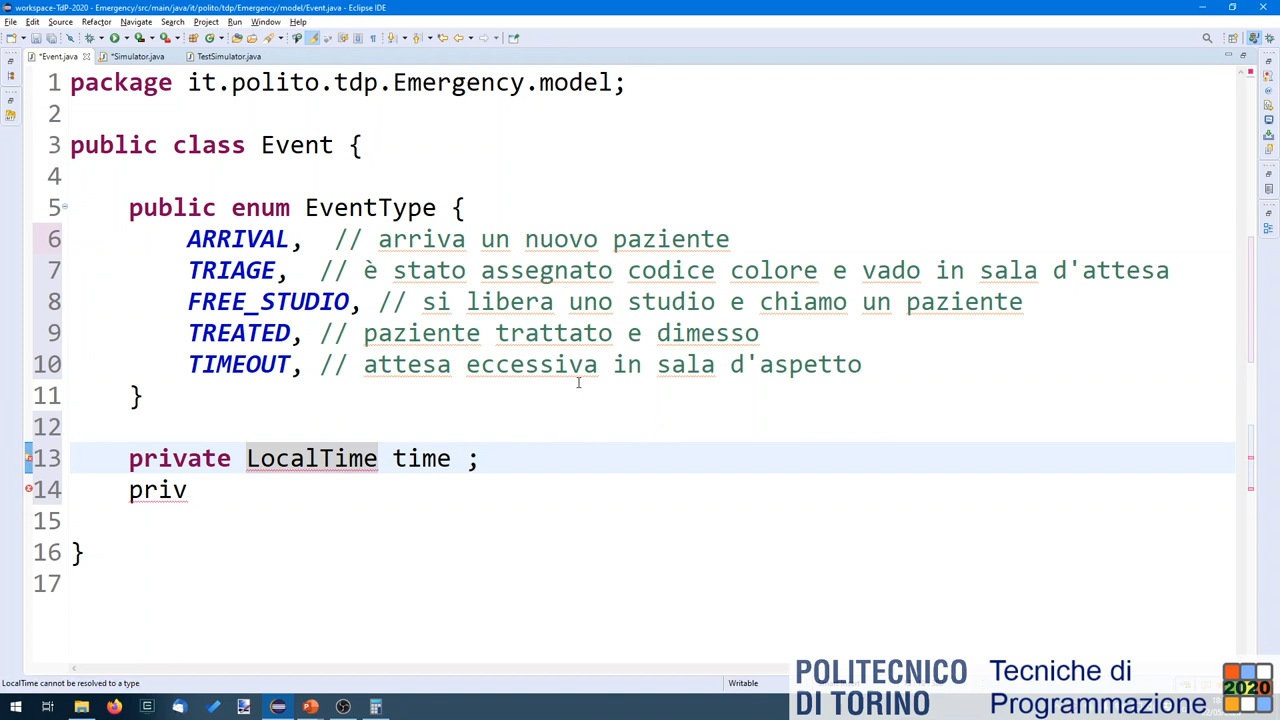 workspace-TdP-2020 - Emergency/src/main/java/it/polito/tdp/Emergency/model/Event.java - Eclipse IDE
File Edit Source Refactor Navigate Search Project Run Window Help
*Event.java *Simulator.java TestSimulator.java
1 package it.polito.tdp.Emergency.model;
2
3 public class Event {
4
5 public enum EventType {
6 ARRIVAL, // arriva un nuovo paziente
7 TRIAGE, // è stato assegnato codice colore e vado in sala d'attesa
8 FREE_STUDIO, // si libera uno studio e chiamo un paziente
9 TREATED, // paziente trattato e dimesso
10 TIMEOUT, // attesa eccessiva in sala d'aspetto
11 }
12
13 private LocalTime time ;
14 priv
15
16 }
17
LocalTime cannot be resolved to a type Writable
POLITECNICO DI TORINO
Tecniche di Programmazione
2020